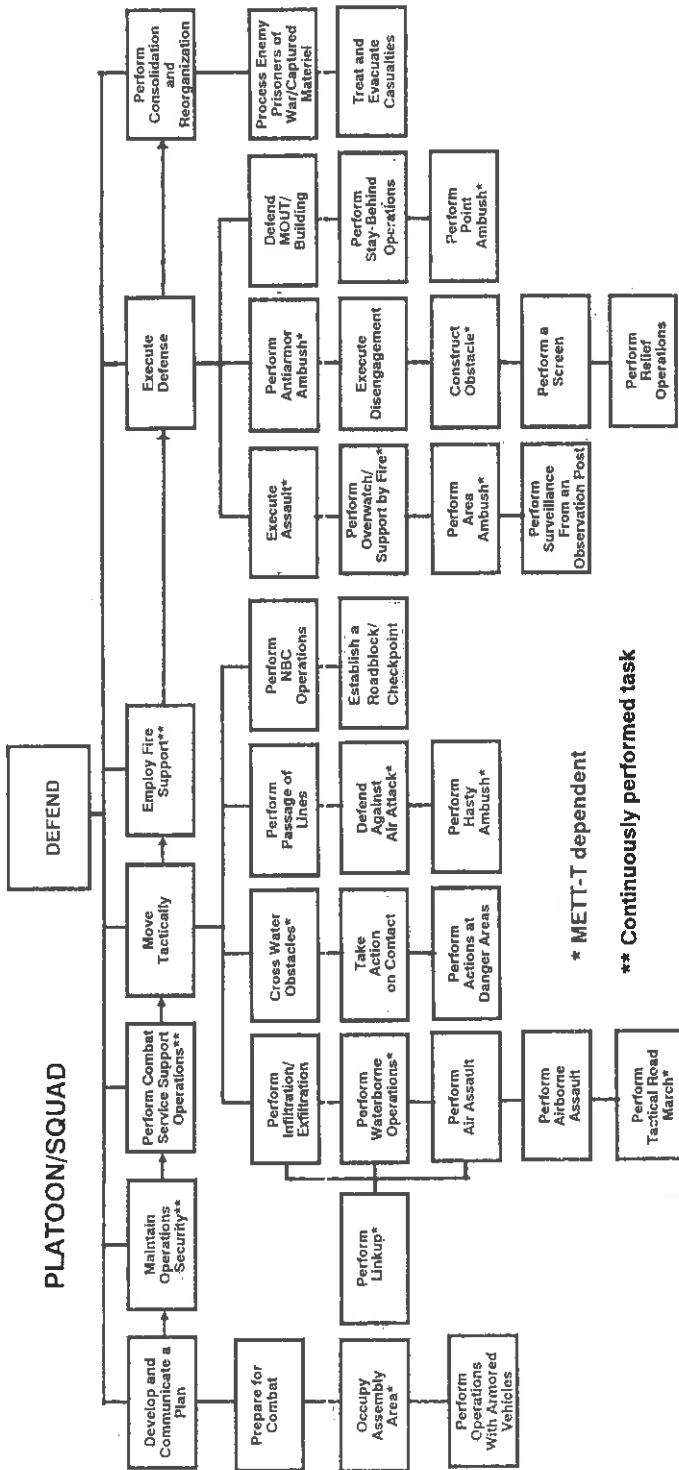 PLATOON/SQUAD
DEFEND
Develop and
Communicate a
Plan
Maintain
Operations
Security**
Perform Combat
Service Support
Operations**
Move
Tactically
Employ Fire
Support**
Execute
Defense
Perform
Consolidation
and
Reorganization
Prepare for
Combat
Occupy
Assembly
Area*
Perform
Operations
With Armored
Vehicles
Perform
Linkup*
Perform
Infiltration/
Exfiltration
Perform
Waterborne
Operations*
Perform
Air Assault
Perform
Airborne
Assault
Perform
Tactical Road
March*
Cross Water
Obstacles*
Take
Action
on Contact
Perform
Actions at
Danger Areas
Perform
Passage of
Lines
Defend
Against
Air Attack*
Perform
Hasty
Ambush*
Perform
NBC
Operations
Establish a
Roadblock/
Checkpoint
Execute
Assault*
Perform
Overwatch/
Support by Fire*
Perform
Area
Ambush*
Perform
Surveillance
From an
Observation Post
Perform
Antiarmor
Ambush*
Execute
Disengagement
Construct
Obstacle*
Perform a
Screen
Perform
Relief
Operations
Defend
MOUT/
Building
Perform
Stay-Behind
Operations
Perform
Point
Ambush*
Process Enemy
Prisoners of
War/Captured
Materiel
Treat and
Evacuate
Casualties
* METT-T dependent
** Continuously performed task